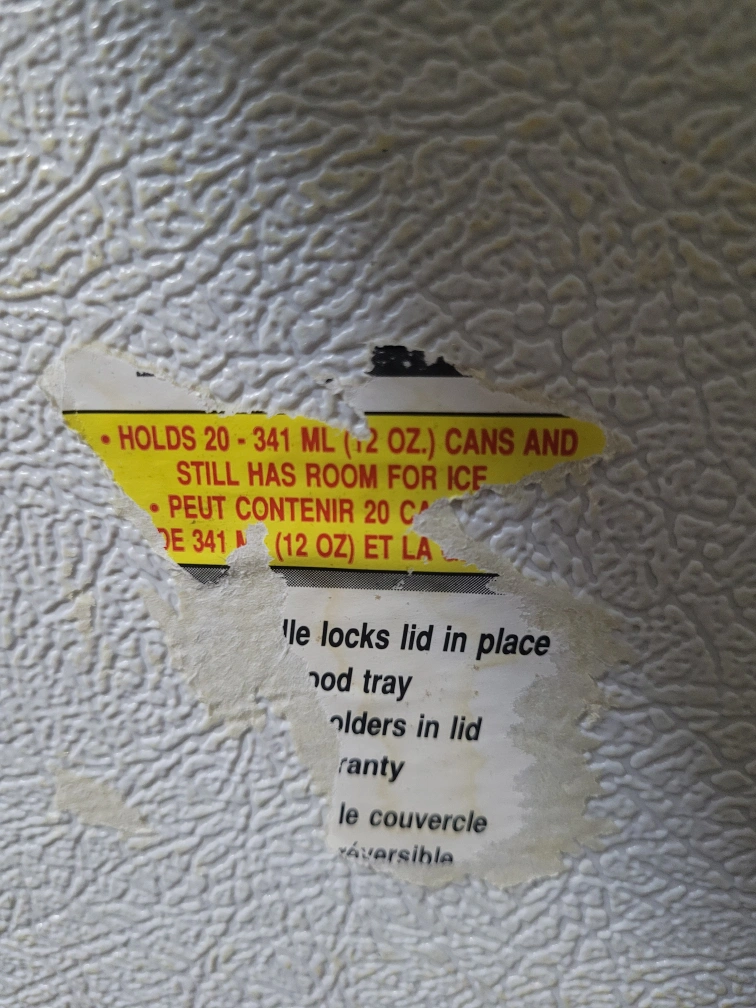 • HOLDS 20 - 341 ML (12 OZ.) CANS AND
STILL HAS ROOM FOR ICE
• PEUT CONTENIR 20 CA
DE 341 M (12 OZ) ET LA
lle locks lid in place
ood tray
olders in lid
ranty
le couvercle
réversible